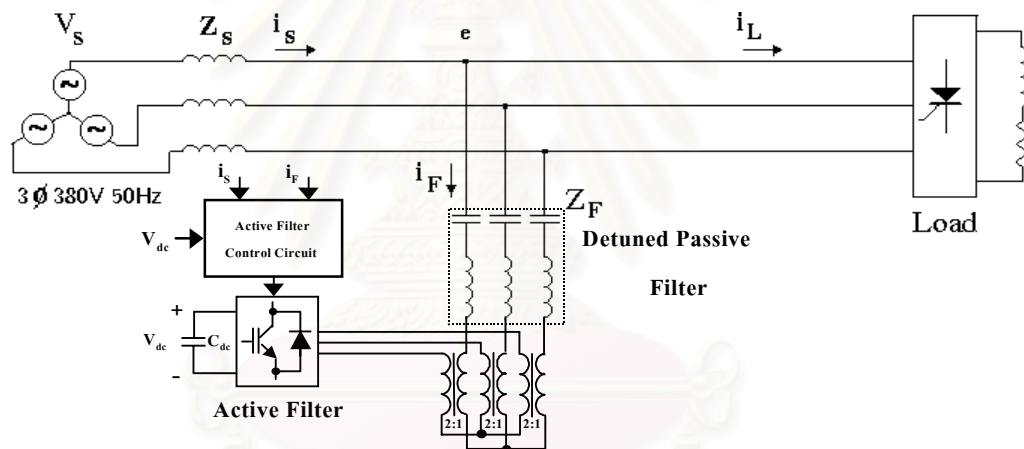 V_s Z_s i_s e i_L
3 Ø 380V 50Hz
i_S i_F
i_F
Z_F
Load
V_dc
Active Filter
Control Circuit
Detuned Passive
Filter
+
V_dc C_dc
-
Active Filter
2:1 2:1 2:1